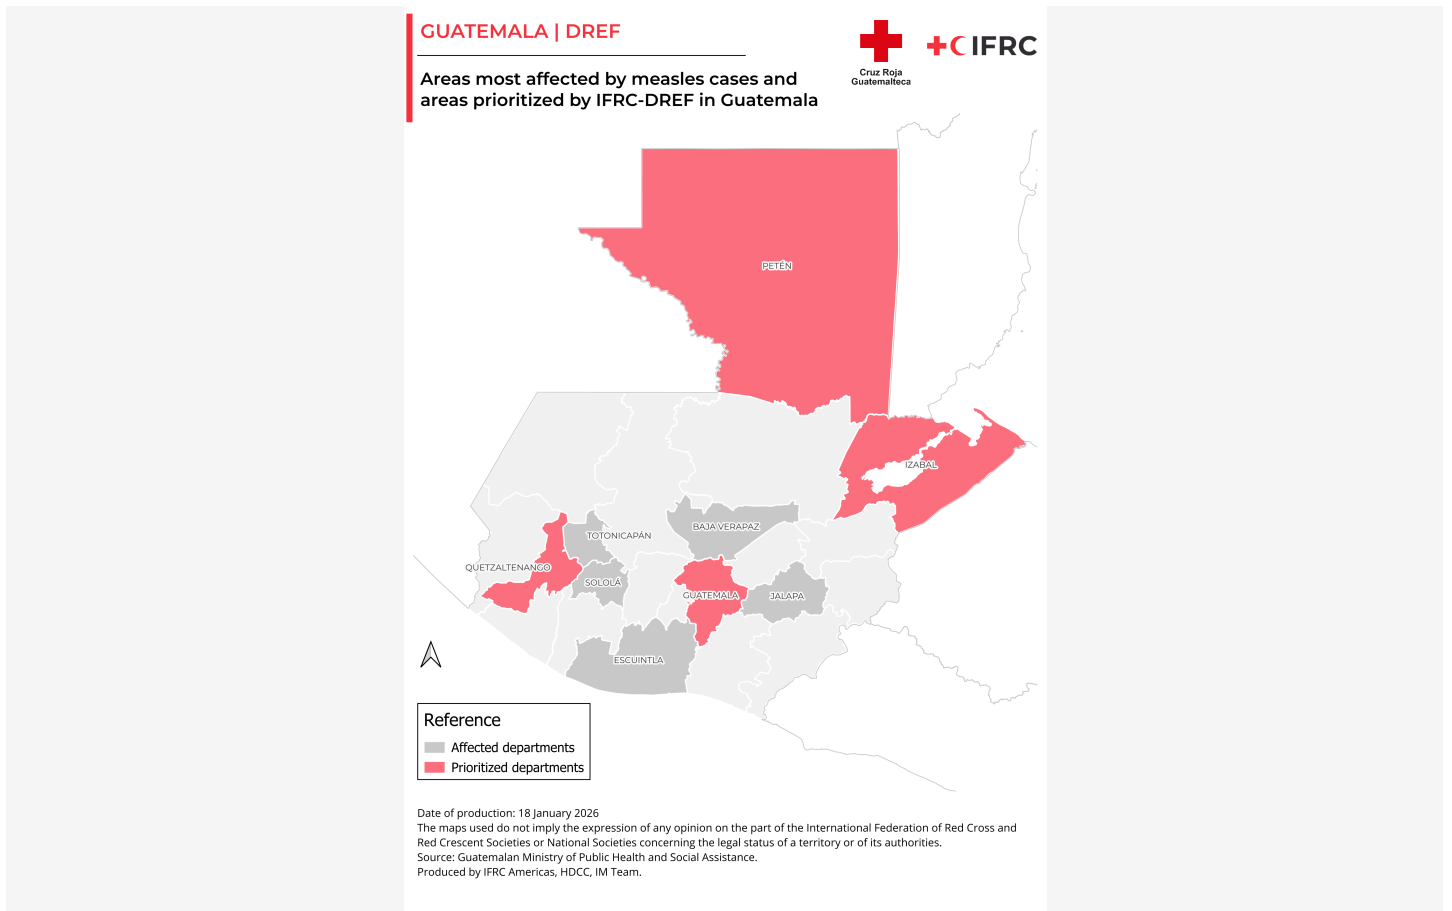 GUATEMALA | DREF
Cruz Roja
Guatemalteca
IFRC
Areas most affected by measles cases and
areas prioritized by IFRC-DREF in Guatemala
PETÉN
IZABAL
BAJA VERAPAZ
TOTONICAPÁN
QUETZALTENANGO
SOLOLÁ
GUATEMALA
JALAPA
ESCUINTLA
Reference
Affected departments
Prioritized departments
Date of production: 18 January 2026
The maps used do not imply the expression of any opinion on the part of the International Federation of Red Cross and
Red Crescent Societies or National Societies concerning the legal status of a territory or of its authorities.
Source: Guatemalan Ministry of Public Health and Social Assistance.
Produced by IFRC Americas, HDCC, IM Team.